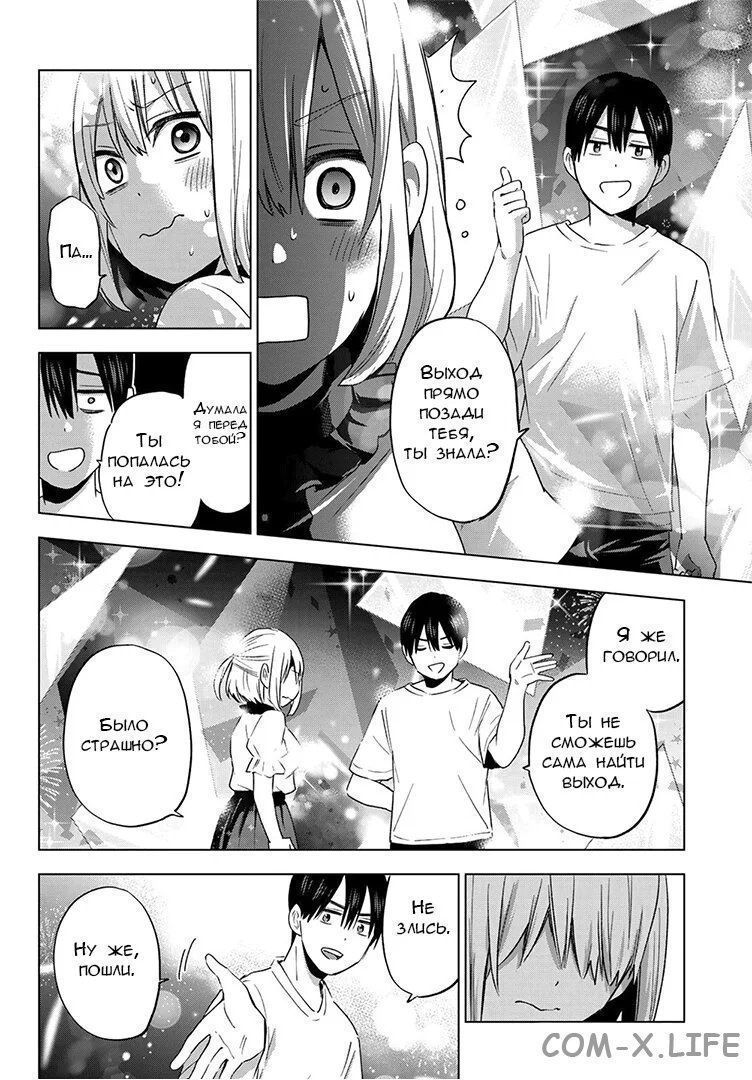 Выход
прямо
позади
тебя,
ты знала?
Па...
Думала
я перед
тобой?
Ты
попалась
на это!
Я же
говорил.
Ты не
сможешь
сама найти
выход.
Было
страшно?
Не
злись.
Ну же,
пошли.
COM-X.LIFE